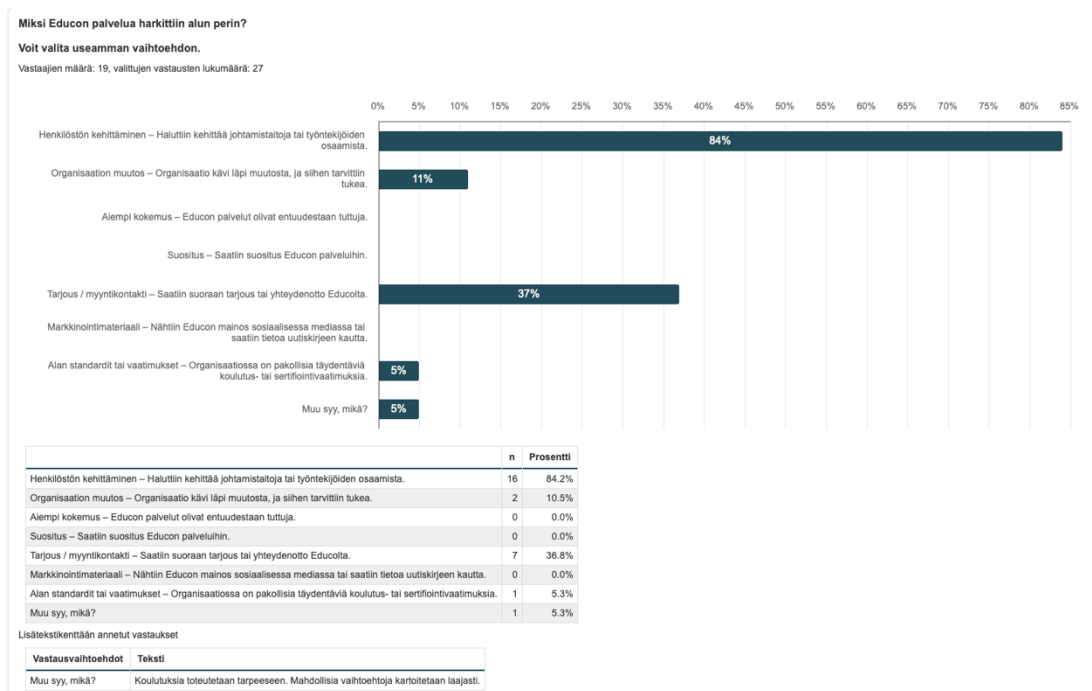 Miksi Educon palvelua harkittiin alun perin?
Voit valita useamman vaihtoehdon.
Vastaajien määrä: 19, valittujen vastausten lukumäärä: 27
0% 5% 10% 15% 20% 25% 30% 35% 40% 45% 50% 55% 60% 65% 70% 75% 80% 85%
Henkilöstön kehittäminen – Haluttiin kehittää johtamistaitoja tai työntekijöiden
osaamista.
84%
Organisaation muutos – Organisaatio kävi läpi muutosta, ja siihen tarvittiin
tukea.
11%
Aiempi kokemus – Educon palvelut olivat entuudestaan tuttuja.
Suositus – Saatiin suositus Educon palveluihin.
Tarjous / myyntikontakti – Saatiin suoraan tarjous tai yhteydenotto Educolta.
37%
Markkinointimateriaali – Nähtiin Educon mainos sosiaalisessa mediassa tai
saatiin tietoa uutiskirjeen kautta.
Alan standardit tai vaatimukset – Organisaatiossa on pakollisia täydentäviä
koulutus- tai sertifiointivaatimuksia.
5%
Muu syy, mikä?
5%
n Prosentti
Henkilöstön kehittäminen – Haluttiin kehittää johtamistaitoja tai työntekijöiden osaamista. 16 84.2%
Organisaation muutos – Organisaatio kävi läpi muutosta, ja siihen tarvittiin tukea. 2 10.5%
Aiempi kokemus – Educon palvelut olivat entuudestaan tuttuja. 0 0.0%
Suositus – Saatiin suositus Educon palveluihin. 0 0.0%
Tarjous / myyntikontakti – Saatiin suoraan tarjous tai yhteydenotto Educolta. 7 36.8%
Markkinointimateriaali – Nähtiin Educon mainos sosiaalisessa mediassa tai saatiin tietoa uutiskirjeen kautta. 0 0.0%
Alan standardit tai vaatimukset – Organisaatiossa on pakollisia täydentäviä koulutus- tai sertifiointivaatimuksia. 1 5.3%
Muu syy, mikä? 1 5.3%
Lisätekstikenttään annetut vastaukset
Vastausvaihtoehdot Teksti
Muu syy, mikä? Koulutuksia toteutetaan tarpeeseen. Mahdollisia vaihtoehtoja kartoitetaan laajasti.